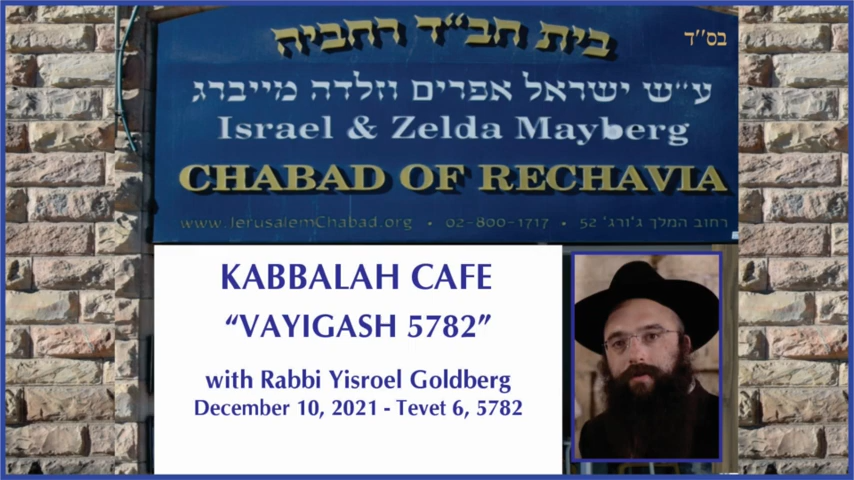 בס"ד
בית חב"ד רחביה
ע"ש ישראל אפרים וזלדה מייברג
Israel & Zelda Mayberg
CHABAD OF RECHAVIA
www.JerusalemChabad.org • 02-800-1717 • רחוב המלך ג'ורג' 52
KABBALAH CAFE
“VAYIGASH 5782”
with Rabbi Yisroel Goldberg
December 10, 2021 - Tevet 6, 5782